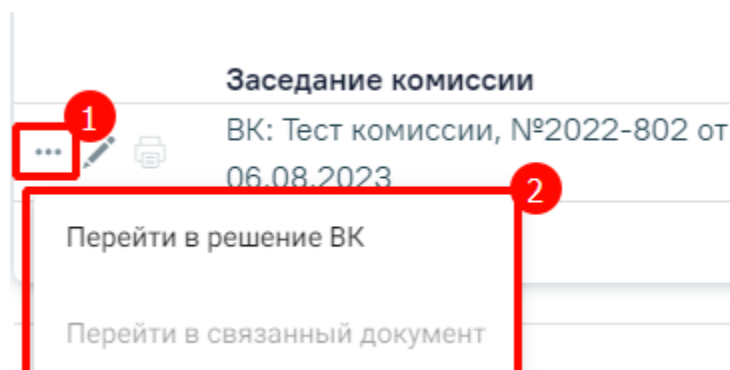 Заседание комиссии
1
ВК: Тест комиссии, №2022-802 от
06.08.2023
2
Перейти в решение ВК
Перейти в связанный документ